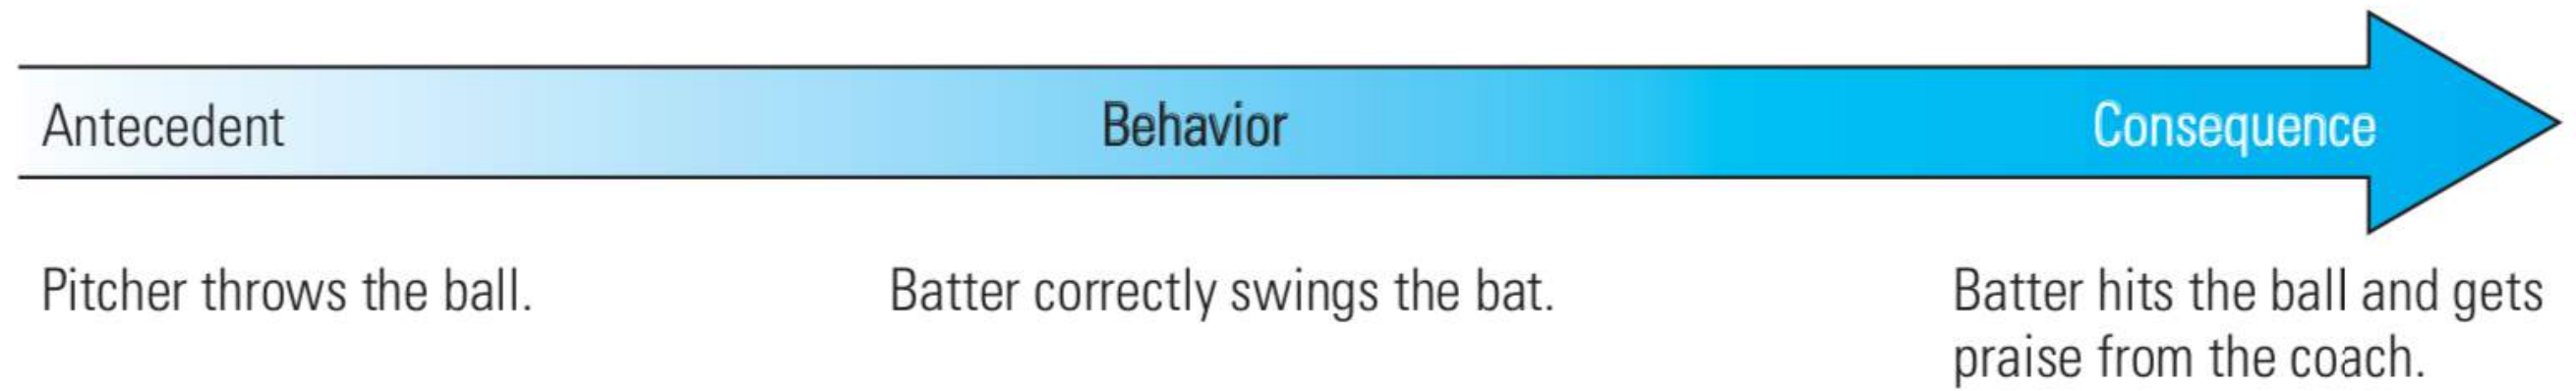 Antecedent Behavior Consequence
Pitcher throws the ball. Batter correctly swings the bat. Batter hits the ball and gets
praise from the coach.